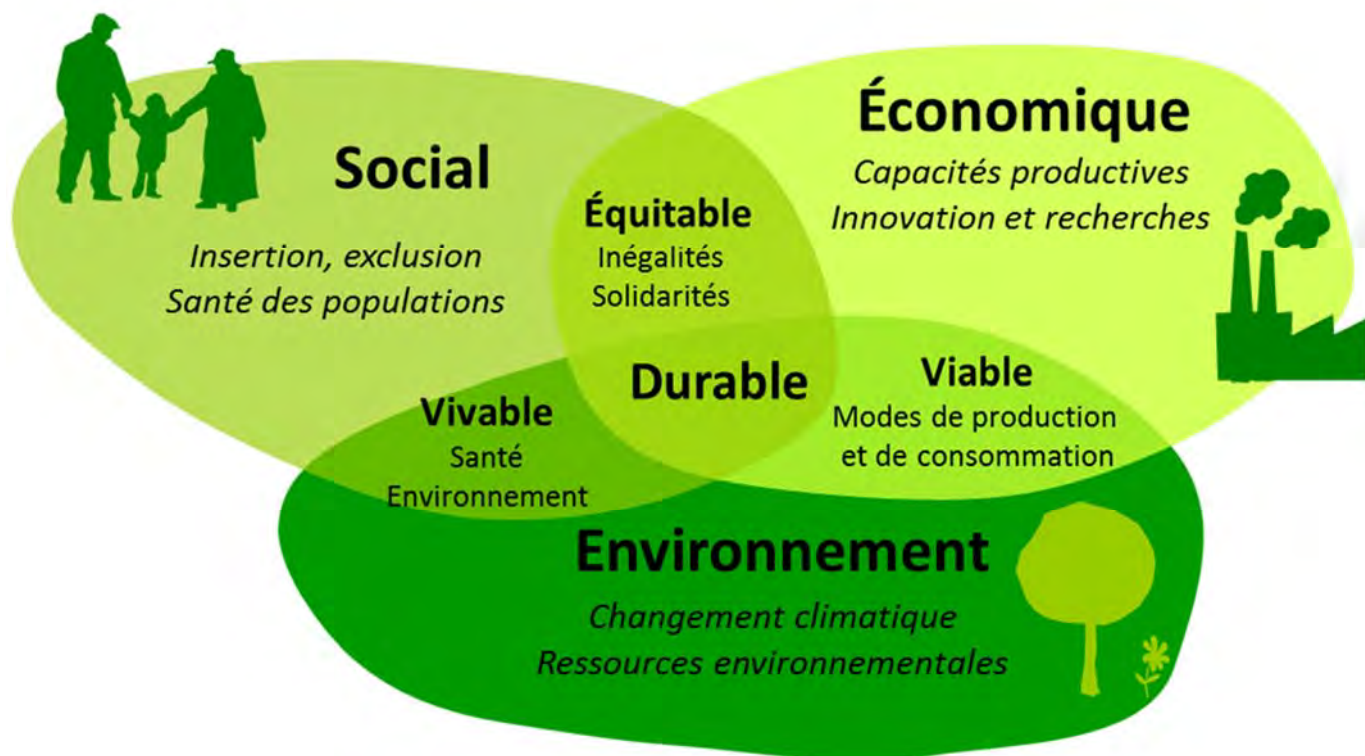 Social
Insertion, exclusion
Santé des populations
Économique
Capacités productives
Innovation et recherches
Équitable
Inégalités
Solidarités
Durable
Vivable
Santé
Environnement
Viable
Modes de production
et de consommation
Environnement
Changement climatique
Ressources environnementales